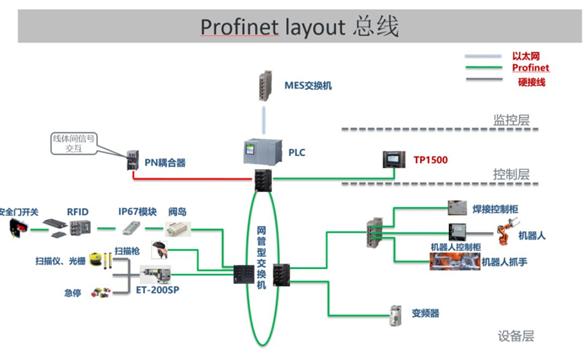 Profinet layout 总线
以太网
Profinet
硬接线
MES交换机
监控层
线体间信号
交互
PN耦合器
PLC
TP1500
控制层
安全门开关
RFID
IP67模块
阀岛
焊接控制柜
机器人
扫描枪
网管型交换机
机器人控制柜
扫描仪、光栅
机器人抓手
ET-200SP
急停
变频器
设备层